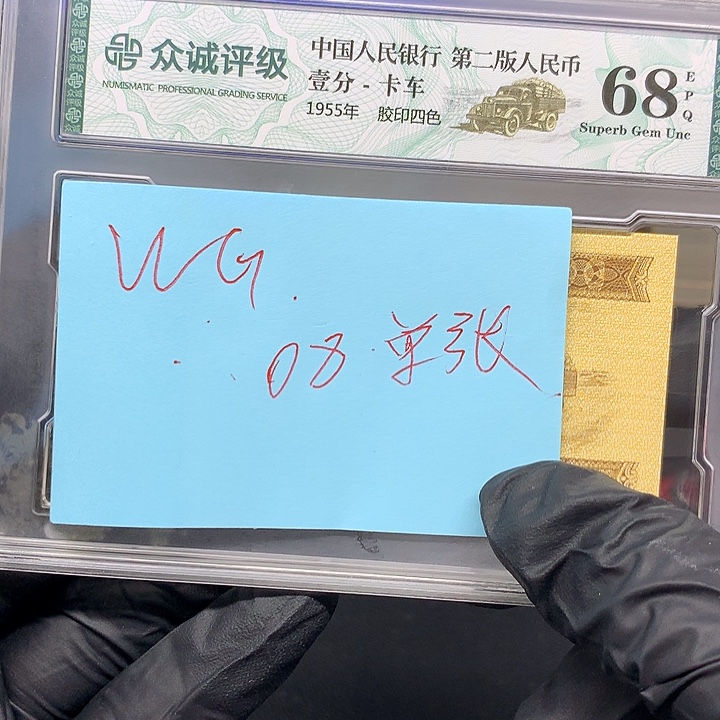 众诚评级
NUMISMATIC PROFESSIONAL GRADING SERVICE
中国人民银行 第二版人民币
壹分 - 卡车
1955年 胶印四色
68 EPQ
Superb Gem Unc
WG.
08 单张